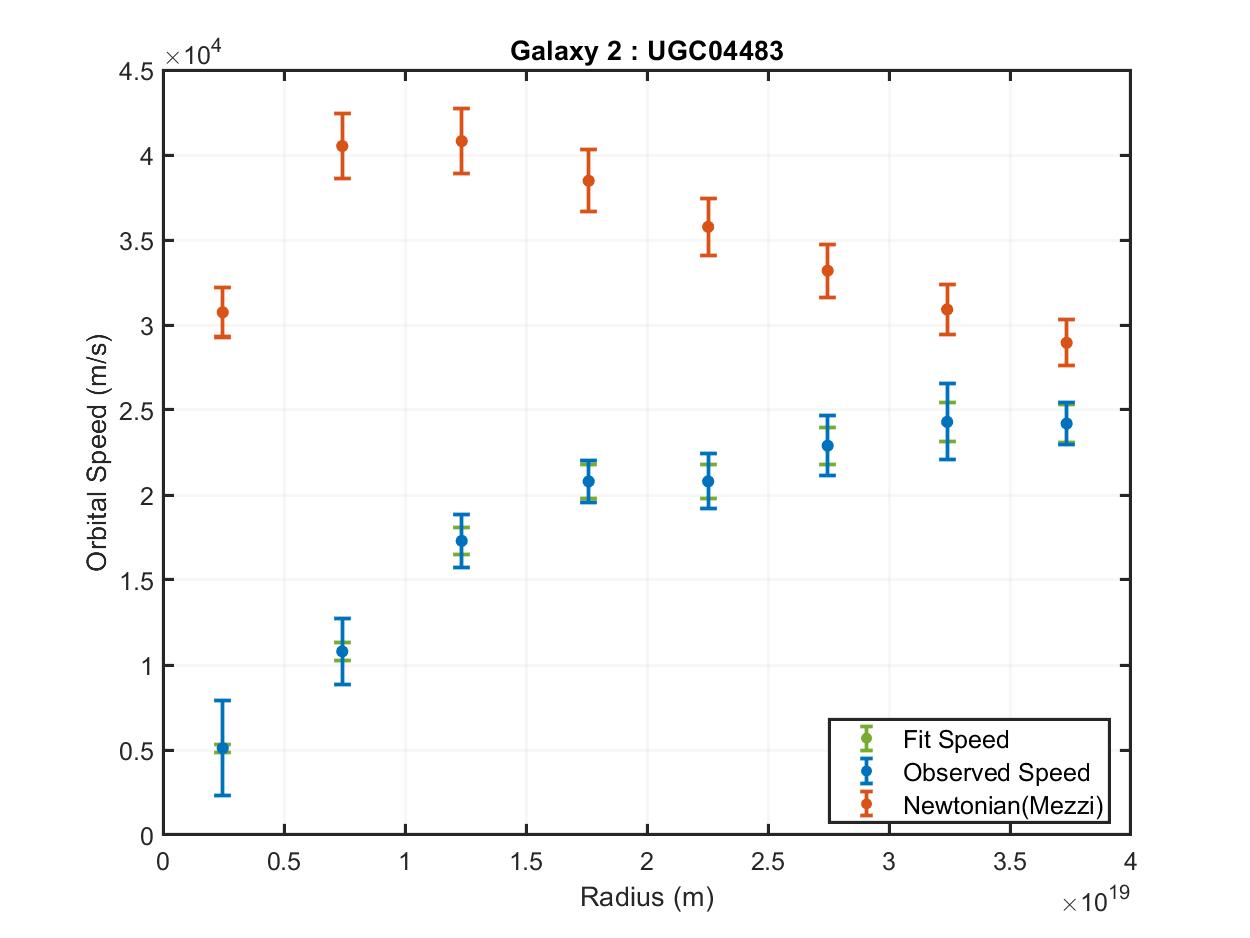 Galaxy 2 : UGC04483
×10^4
4.5
4
3.5
3
2.5
2
1.5
1
0.5
0
Orbital Speed (m/s)
Fit Speed
Observed Speed
Newtonian(Mezzi)
0 0.5 1 1.5 2 2.5 3 3.5 4
Radius (m)
×10^19